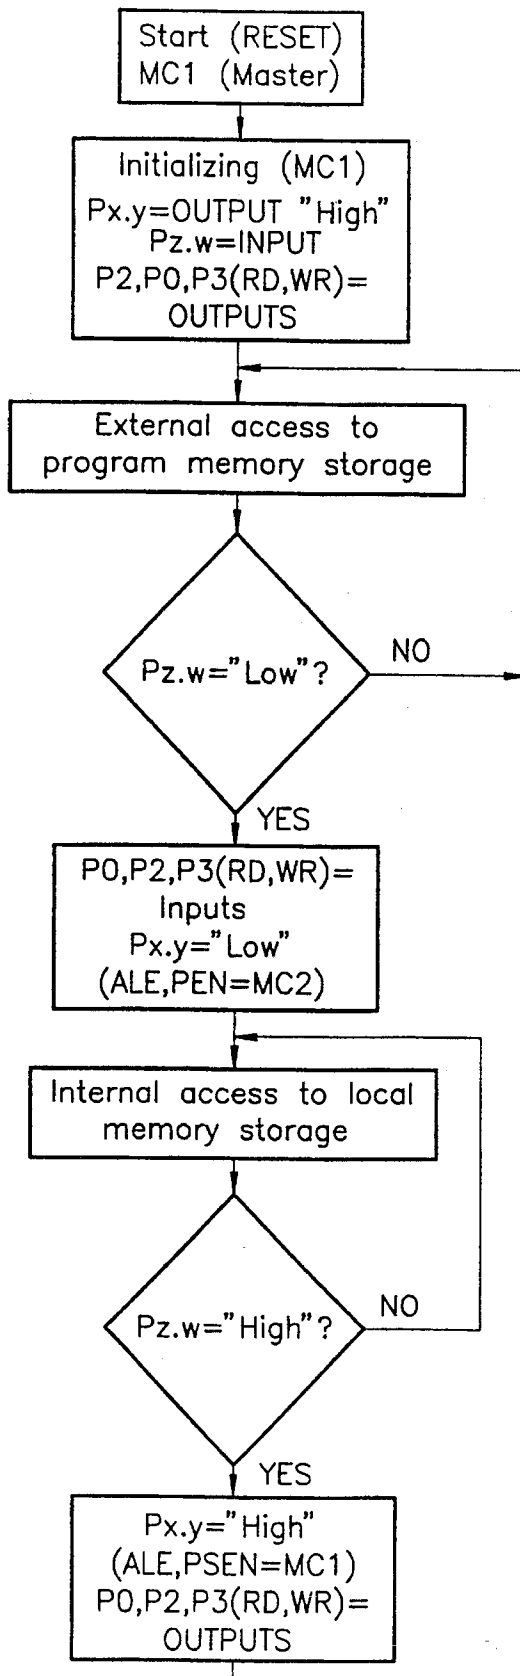 Start (RESET)
MC1 (Master)
Initializing (MC1)
Px.y=OUTPUT "High"
Pz.w=INPUT
P2,P0,P3(RD,WR)=
OUTPUTS
External access to
program memory storage
Pz.w="Low"?
NO
YES
P0,P2,P3(RD,WR)=
Inputs
Px.y="Low"
(ALE,PEN=MC2)
Internal access to local
memory storage
Pz.w="High"?
NO
YES
Px.y="High"
(ALE,PSEN=MC1)
P0,P2,P3(RD,WR)=
OUTPUTS